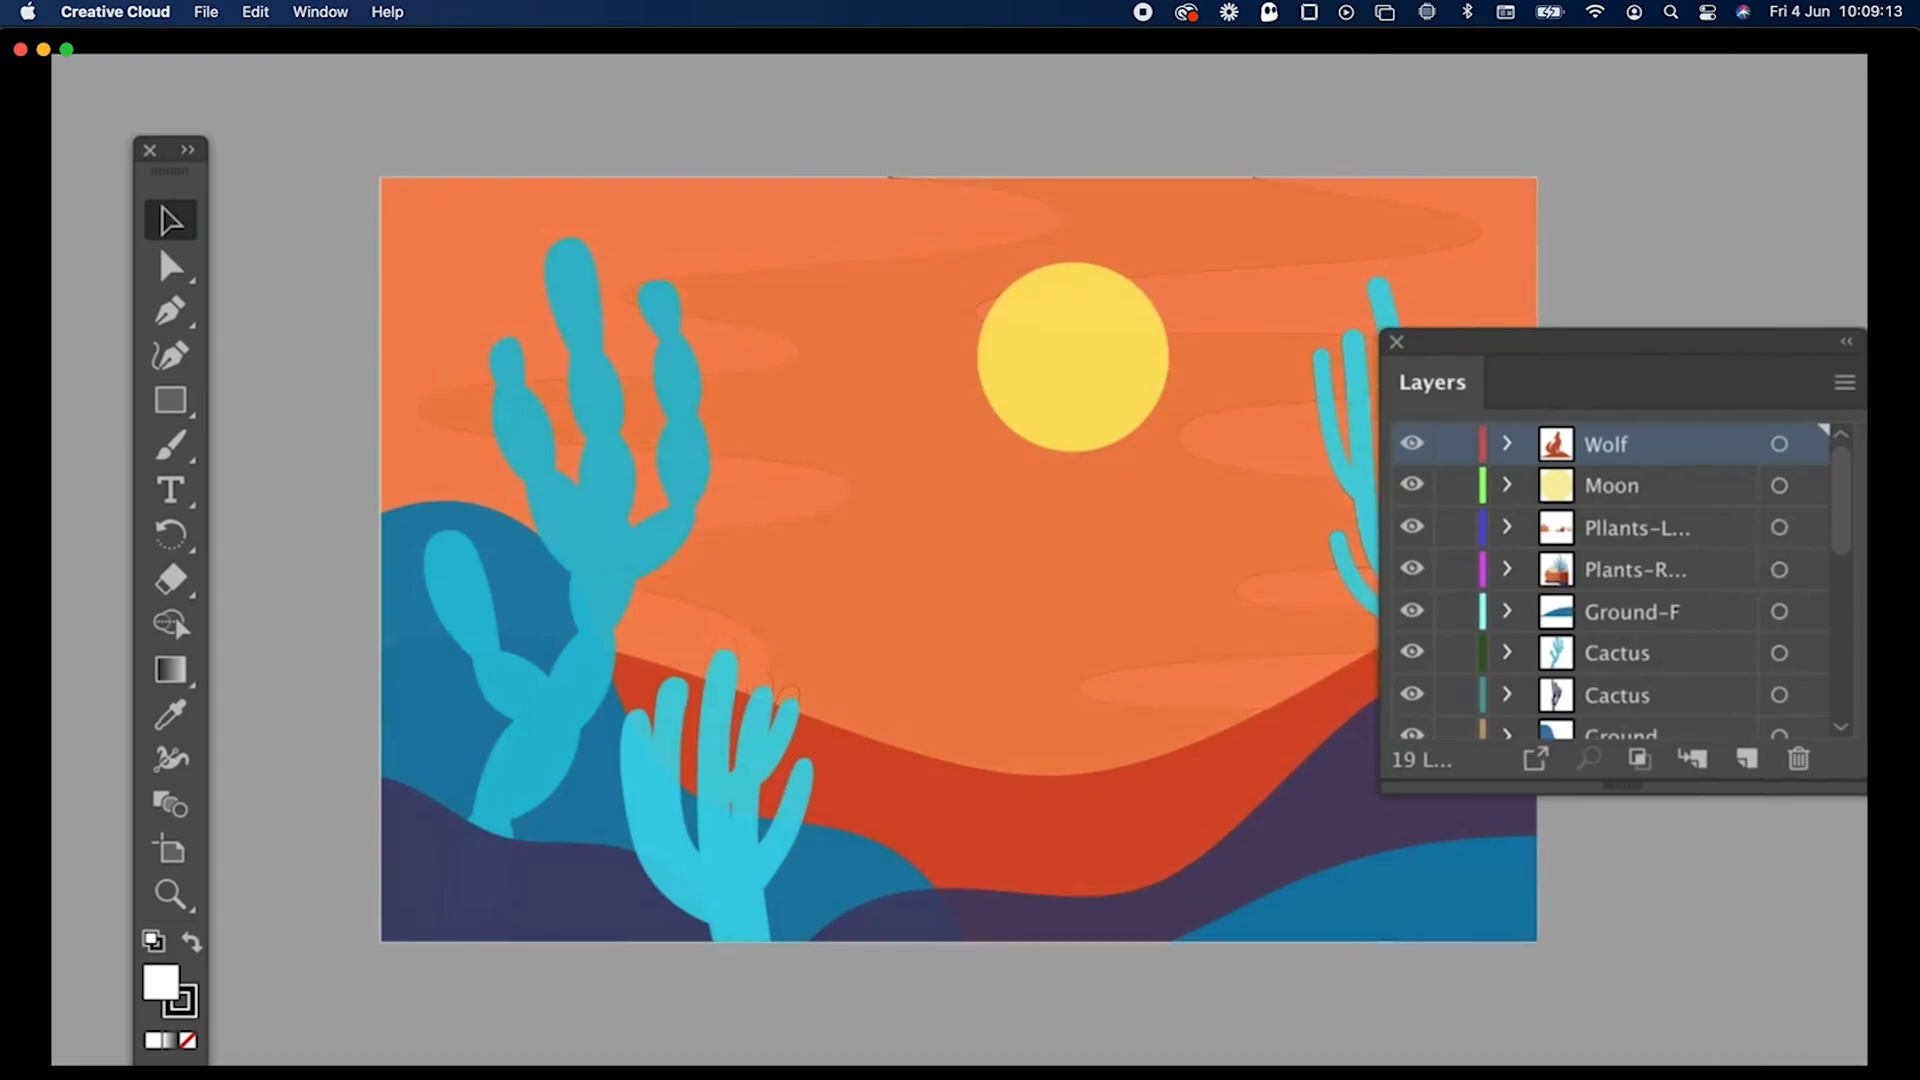 Creative Cloud File Edit Window Help Fri 4 Jun 10:09:13
Layers
Wolf
Moon
Pllants-L...
Plants-R...
Ground-F
Cactus
Cactus
Ground
19 L...